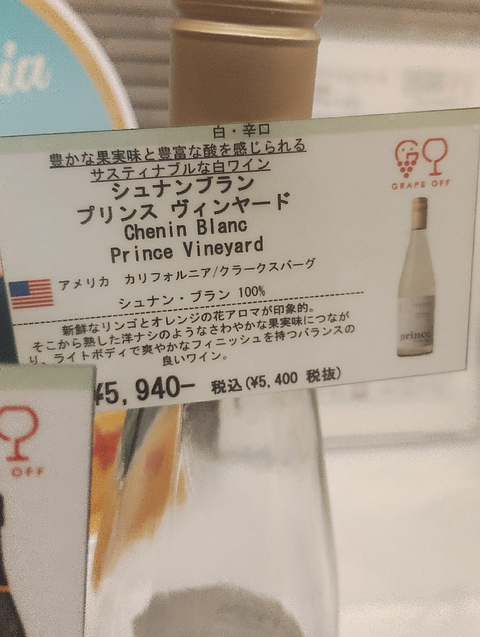 ia
白・辛口
豊かな果実味と豊富な酸を感じられる
サスティナブルな白ワイン
シュナンブラン
プリンス ヴィンヤード
Chenin Blanc
Prince Vineyard
GRAPE OFF
アメリカ カリフォルニア/クラークスバーグ
シュナン・ブラン 100%
新鮮なリンゴとオレンジの花アロマが印象的。
そこから熟した洋ナシのようなさわやかな果実味につなが
り、ライトボディで爽やかなフィニッシュを持つバランスの
良いワイン。
prince
¥5,940− 税込(¥5,400 税抜)
OFF